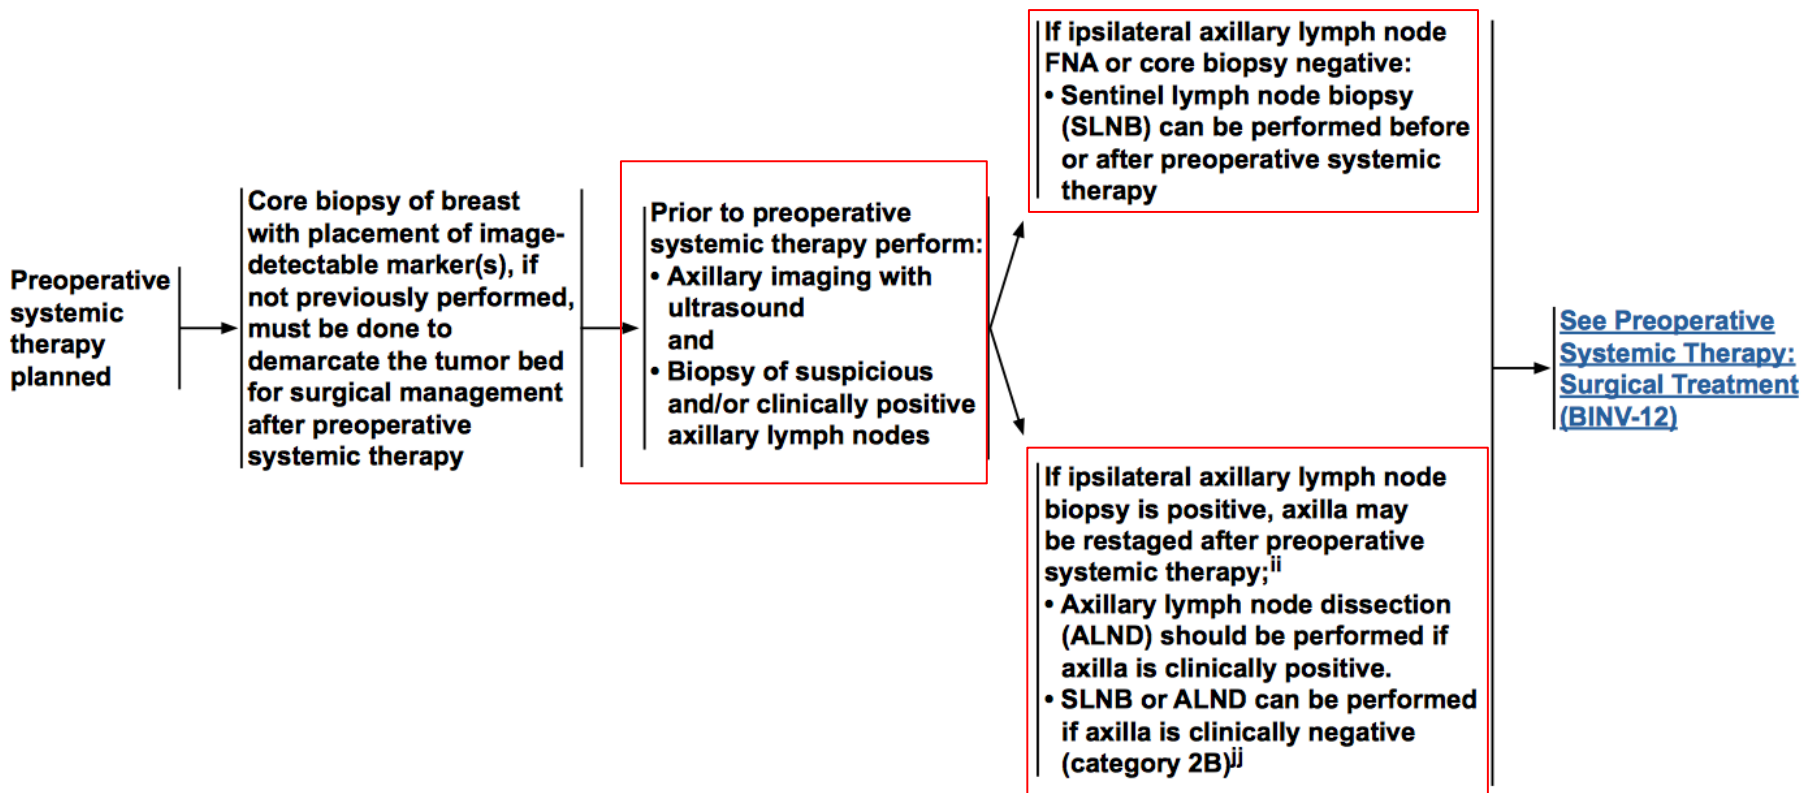 Preoperative
systemic
therapy
planned
Core biopsy of breast
with placement of image-
detectable marker(s), if
not previously performed,
must be done to
demarcate the tumor bed
for surgical management
after preoperative
systemic therapy
Prior to preoperative
systemic therapy perform:
• Axillary imaging with
ultrasound
and
• Biopsy of suspicious
and/or clinically positive
axillary lymph nodes
If ipsilateral axillary lymph node
FNA or core biopsy negative:
• Sentinel lymph node biopsy
(SLNB) can be performed before
or after preoperative systemic
therapy
If ipsilateral axillary lymph node
biopsy is positive, axilla may
be restaged after preoperative
systemic therapy;ii
• Axillary lymph node dissection
(ALND) should be performed if
axilla is clinically positive.
• SLNB or ALND can be performed
if axilla is clinically negative
(category 2B)jj
See Preoperative
Systemic Therapy:
Surgical Treatment
(BINV-12)